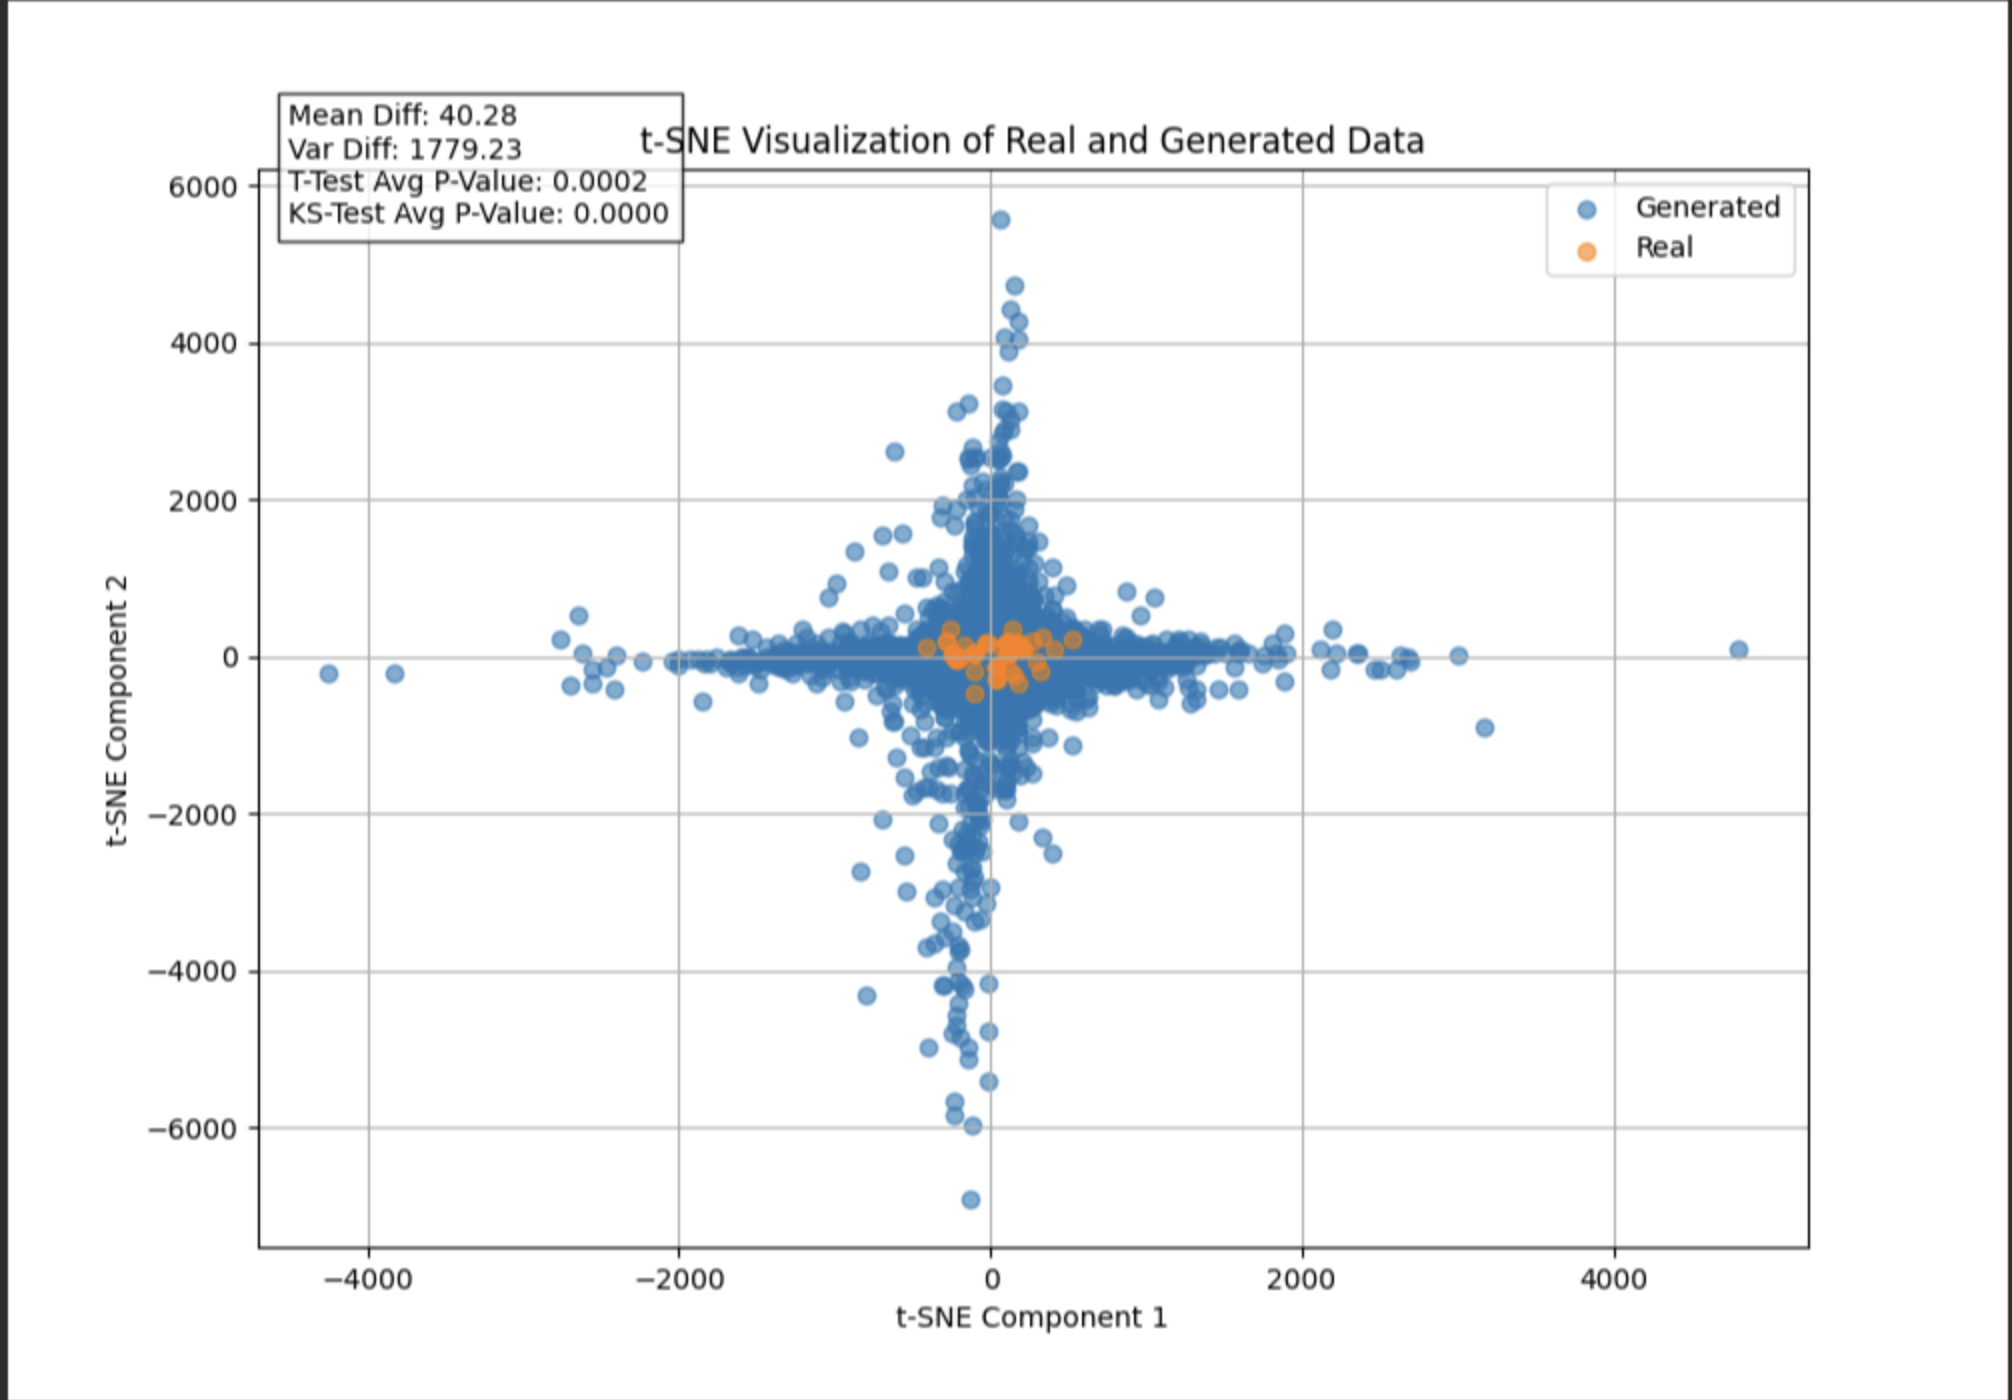 Mean Diff: 40.28
Var Diff: 1779.23
T-Test Avg P-Value: 0.0002
KS-Test Avg P-Value: 0.0000
t-SNE Visualization of Real and Generated Data
Generated
Real
6000
4000
2000
0
−2000
−4000
−6000
t-SNE Component 2
−4000
−2000
0
2000
4000
t-SNE Component 1